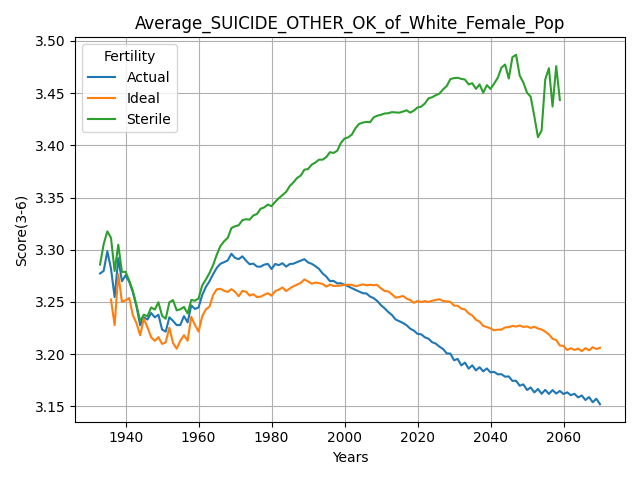 Average_SUICIDE_OTHER_OK_of_White_Female_Pop
3.50
3.45
3.40
3.35
3.30
3.25
3.20
3.15
Score(3-6)
Fertility
Actual
Ideal
Sterile
1940
1960
1980
2000
2020
2040
2060
Years